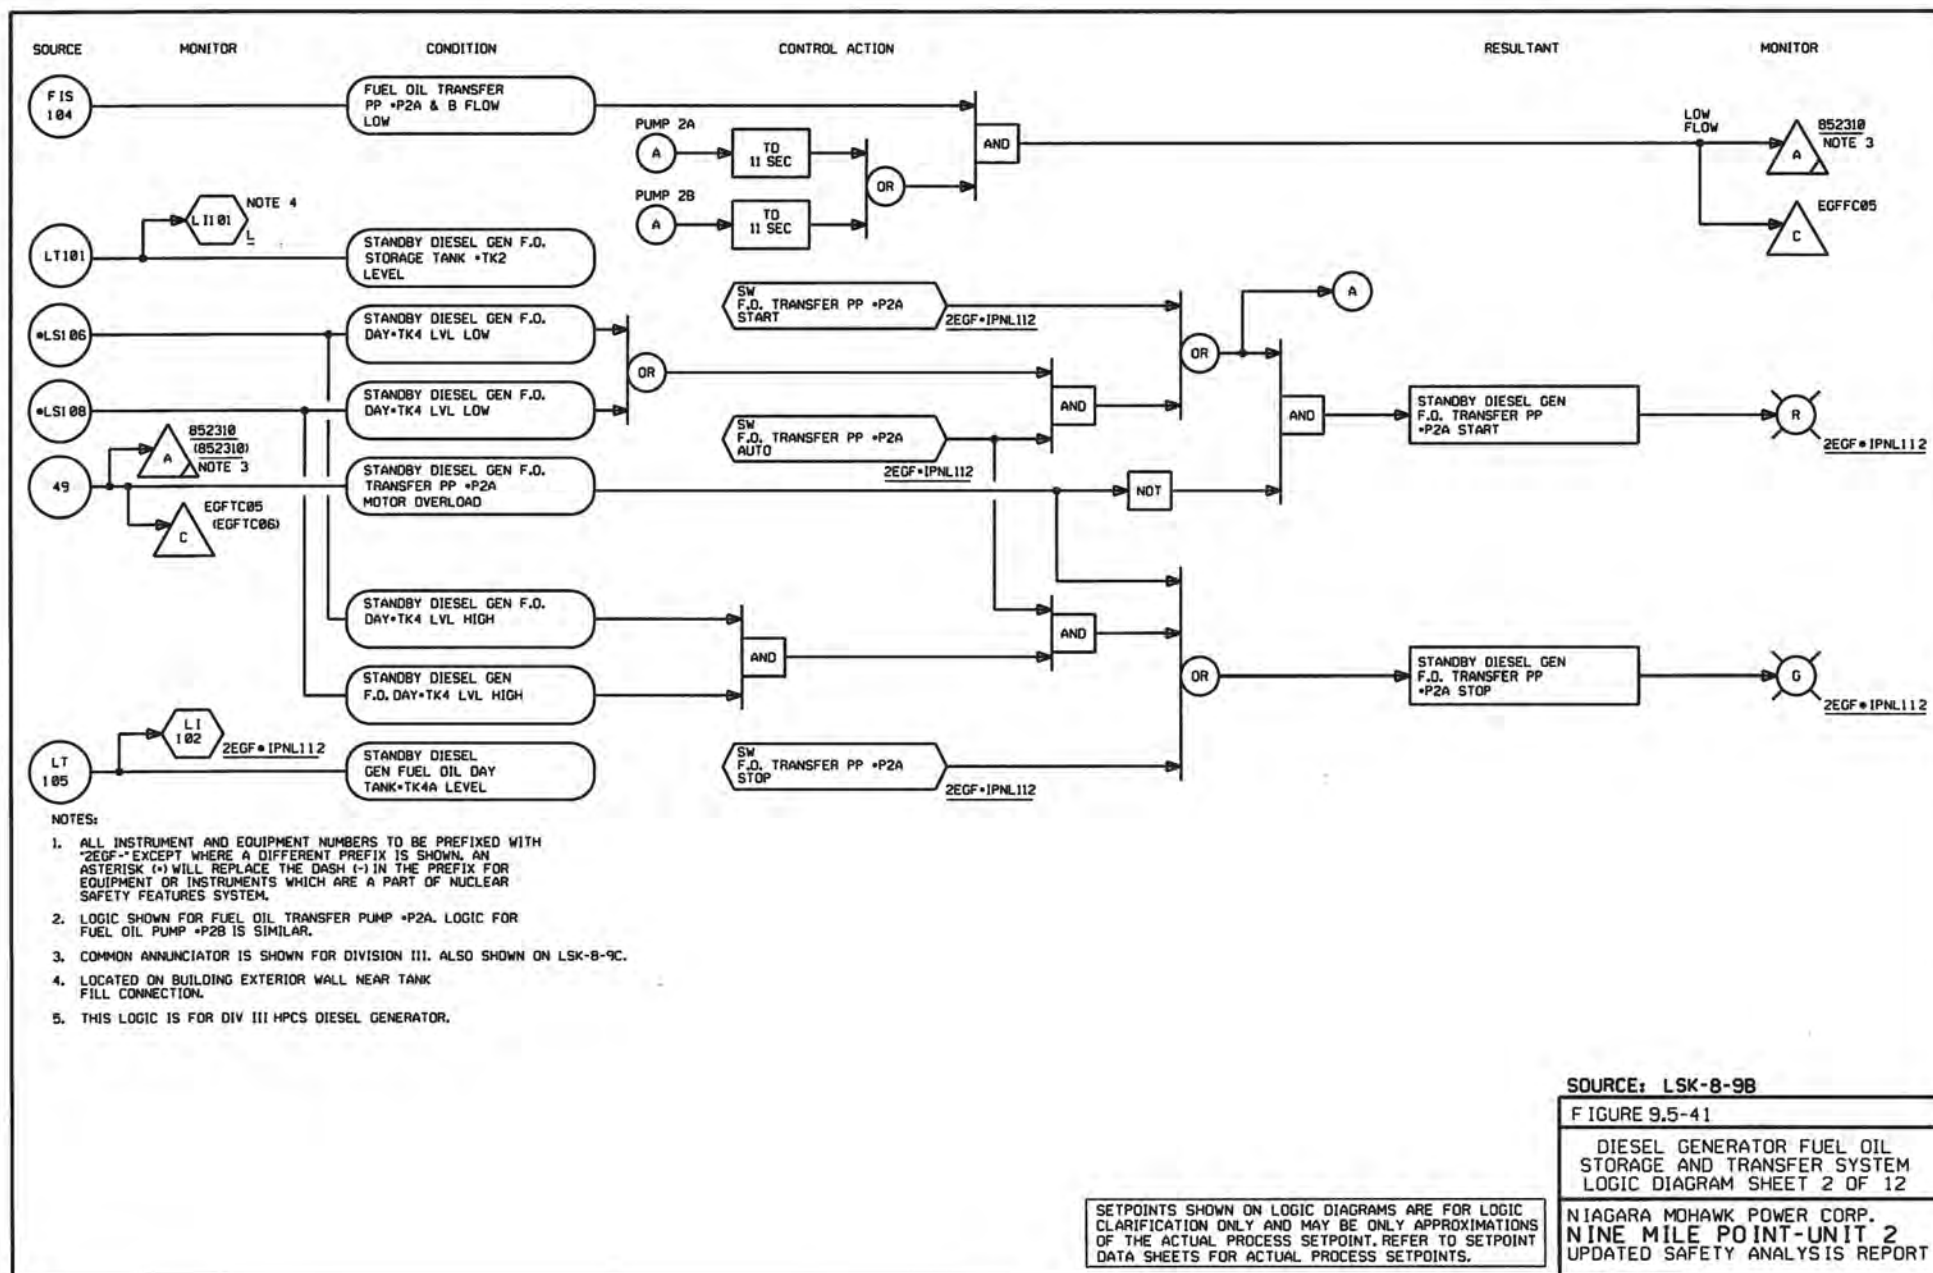 SOURCE MONITOR CONDITION CONTROL ACTION RESULTANT MONITOR
FIS
104
FUEL OIL TRANSFER
PP *P2A & B FLOW
LOW
PUMP 2A
A
TD
11 SEC
PUMP 2B
A
TD
11 SEC
OR
AND
LOW
FLOW
A
852310
NOTE 3
C
EGFFC05
LI101
NOTE 4
L
LT101
STANDBY DIESEL GEN F.O.
STORAGE TANK *TK2
LEVEL
SW
F.O. TRANSFER PP *P2A
START
2EGF*IPNL112
A
*LS106
STANDBY DIESEL GEN F.O.
DAY*TK4 LVL LOW
OR
OR
*LS108
STANDBY DIESEL GEN F.O.
DAY*TK4 LVL LOW
SW
F.O. TRANSFER PP *P2A
AUTO
2EGF*IPNL112
AND
AND
STANDBY DIESEL GEN
F.O. TRANSFER PP
*P2A START
R
2EGF*IPNL112
A
852310
(852310)
NOTE 3
49
STANDBY DIESEL GEN F.O.
TRANSFER PP *P2A
MOTOR OVERLOAD
NOT
C
EGFTC05
(EGFTC06)
STANDBY DIESEL GEN F.O.
DAY*TK4 LVL HIGH
AND
STANDBY DIESEL GEN
F.O. DAY*TK4 LVL HIGH
AND
OR
STANDBY DIESEL GEN
F.O. TRANSFER PP
*P2A STOP
G
2EGF*IPNL112
LI
102
2EGF*IPNL112
LT
105
STANDBY DIESEL
GEN FUEL OIL DAY
TANK*TK4A LEVEL
SW
F.O. TRANSFER PP *P2A
STOP
2EGF*IPNL112
NOTES:
1. ALL INSTRUMENT AND EQUIPMENT NUMBERS TO BE PREFIXED WITH
"2EGF-" EXCEPT WHERE A DIFFERENT PREFIX IS SHOWN. AN
ASTERISK (*) WILL REPLACE THE DASH (-) IN THE PREFIX FOR
EQUIPMENT OR INSTRUMENTS WHICH ARE A PART OF NUCLEAR
SAFETY FEATURES SYSTEM.
2. LOGIC SHOWN FOR FUEL OIL TRANSFER PUMP *P2A. LOGIC FOR
FUEL OIL PUMP *P2B IS SIMILAR.
3. COMMON ANNUNCIATOR IS SHOWN FOR DIVISION III. ALSO SHOWN ON LSK-8-9C.
4. LOCATED ON BUILDING EXTERIOR WALL NEAR TANK
FILL CONNECTION.
5. THIS LOGIC IS FOR DIV III HPCS DIESEL GENERATOR.
SETPOINTS SHOWN ON LOGIC DIAGRAMS ARE FOR LOGIC
CLARIFICATION ONLY AND MAY BE ONLY APPROXIMATIONS
OF THE ACTUAL PROCESS SETPOINT. REFER TO SETPOINT
DATA SHEETS FOR ACTUAL PROCESS SETPOINTS.
SOURCE: LSK-8-9B
FIGURE 9.5-41
DIESEL GENERATOR FUEL OIL
STORAGE AND TRANSFER SYSTEM
LOGIC DIAGRAM SHEET 2 OF 12
NIAGARA MOHAWK POWER CORP.
NINE MILE POINT-UNIT 2
UPDATED SAFETY ANALYSIS REPORT